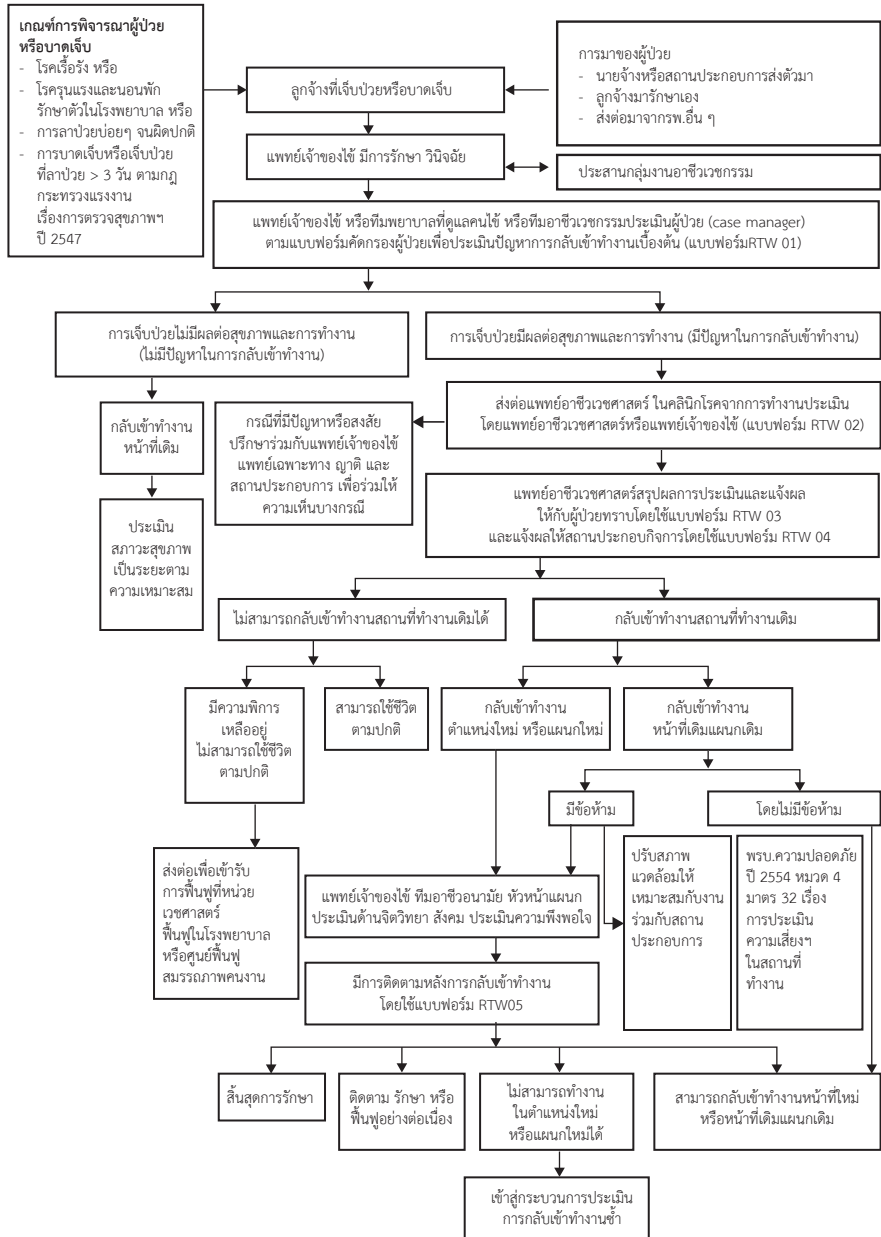 เกณฑ์การพิจารณาผู้ป่วย
หรือบาดเจ็บ
- โรคเรื้อรัง หรือ
- โรครุนแรงและนอนพัก
รักษาตัวในโรงพยาบาล หรือ
- การลาป่วยบ่อยๆ จนผิดปกติ
- การบาดเจ็บหรือเจ็บป่วย
ที่ลาป่วย > 3 วัน ตามกฎ
กระทรวงแรงงาน
เรื่องการตรวจสุขภาพฯ
ปี 2547
ลูกจ้างที่เจ็บป่วยหรือบาดเจ็บ
การมาของผู้ป่วย
- นายจ้างหรือสถานประกอบการส่งตัวมา
- ลูกจ้างมารักษาเอง
- ส่งต่อมาจากรพ.อื่น ๆ
แพทย์เจ้าของไข้ มีการรักษา วินิจฉัย
ประสานกลุ่มงานอาชีวเวชกรรม
แพทย์เจ้าของไข้ หรือทีมพยาบาลที่ดูแลคนไข้ หรือทีมอาชีวเวชกรรมประเมินผู้ป่วย (case manager)
ตามแบบฟอร์มคัดกรองผู้ป่วยเพื่อประเมินปัญหาการกลับเข้าทำงานเบื้องต้น (แบบฟอร์มRTW 01)
การเจ็บป่วยไม่มีผลต่อสุขภาพและการทำงาน
(ไม่มีปัญหาในการกลับเข้าทำงาน)
การเจ็บป่วยมีผลต่อสุขภาพและการทำงาน (มีปัญหาในการกลับเข้าทำงาน)
กลับเข้าทำงาน
หน้าที่เดิม
กรณีที่มีปัญหาหรือสงสัย
ปรึกษาร่วมกับแพทย์เจ้าของไข้
แพทย์เฉพาะทาง ญาติ และ
สถานประกอบการ เพื่อร่วมให้
ความเห็นบางกรณี
ส่งต่อแพทย์อาชีวเวชศาสตร์ ในคลินิกโรคจากการทำงานประเมิน
โดยแพทย์อาชีวเวชศาสตร์หรือแพทย์เจ้าของไข้ (แบบฟอร์ม RTW 02)
แพทย์อาชีวเวชศาสตร์สรุปผลการประเมินและแจ้งผล
ให้กับผู้ป่วยทราบโดยใช้แบบฟอร์ม RTW 03
และแจ้งผลให้สถานประกอบกิจการโดยใช้แบบฟอร์ม RTW 04
ประเมิน
สภาวะสุขภาพ
เป็นระยะตาม
ความเหมาะสม
ไม่สามารถกลับเข้าทำงานสถานที่ทำงานเดิมได้
กลับเข้าทำงานสถานที่ทำงานเดิม
มีความพิการ
เหลืออยู่
ไม่สามารถใช้ชีวิต
ตามปกติ
สามารถใช้ชีวิต
ตามปกติ
กลับเข้าทำงาน
ตำแหน่งใหม่ หรือแผนกใหม่
กลับเข้าทำงาน
หน้าที่เดิมแผนกเดิม
มีข้อห้าม
โดยไม่มีข้อห้าม
ส่งต่อเพื่อเข้ารับ
การฟื้นฟูที่หน่วย
เวชศาสตร์
ฟื้นฟูในโรงพยาบาล
หรือศูนย์ฟื้นฟู
สมรรถภาพคนงาน
แพทย์เจ้าของไข้ ทีมอาชีวอนามัย หัวหน้าแผนก
ประเมินด้านจิตวิทยา สังคม ประเมินความพึงพอใจ
ปรับสภาพ
แวดล้อมให้
เหมาะสมกับงาน
ร่วมกับสถาน
ประกอบการ
พรบ.ความปลอดภัย
ปี 2554 หมวด 4
มาตร 32 เรื่อง
การประเมิน
ความเสี่ยงฯ
ในสถานที่
ทำงาน
มีการติดตามหลังการกลับเข้าทำงาน
โดยใช้แบบฟอร์ม RTW05
สิ้นสุดการรักษา
ติดตาม รักษา หรือ
ฟื้นฟูอย่างต่อเนื่อง
ไม่สามารถทำงาน
ในตำแหน่งใหม่
หรือแผนกใหม่ได้
สามารถกลับเข้าทำงานหน้าที่ใหม่
หรือหน้าที่เดิมแผนกเดิม
เข้าสู่กระบวนการประเมิน
การกลับเข้าทำงานซ้ำ